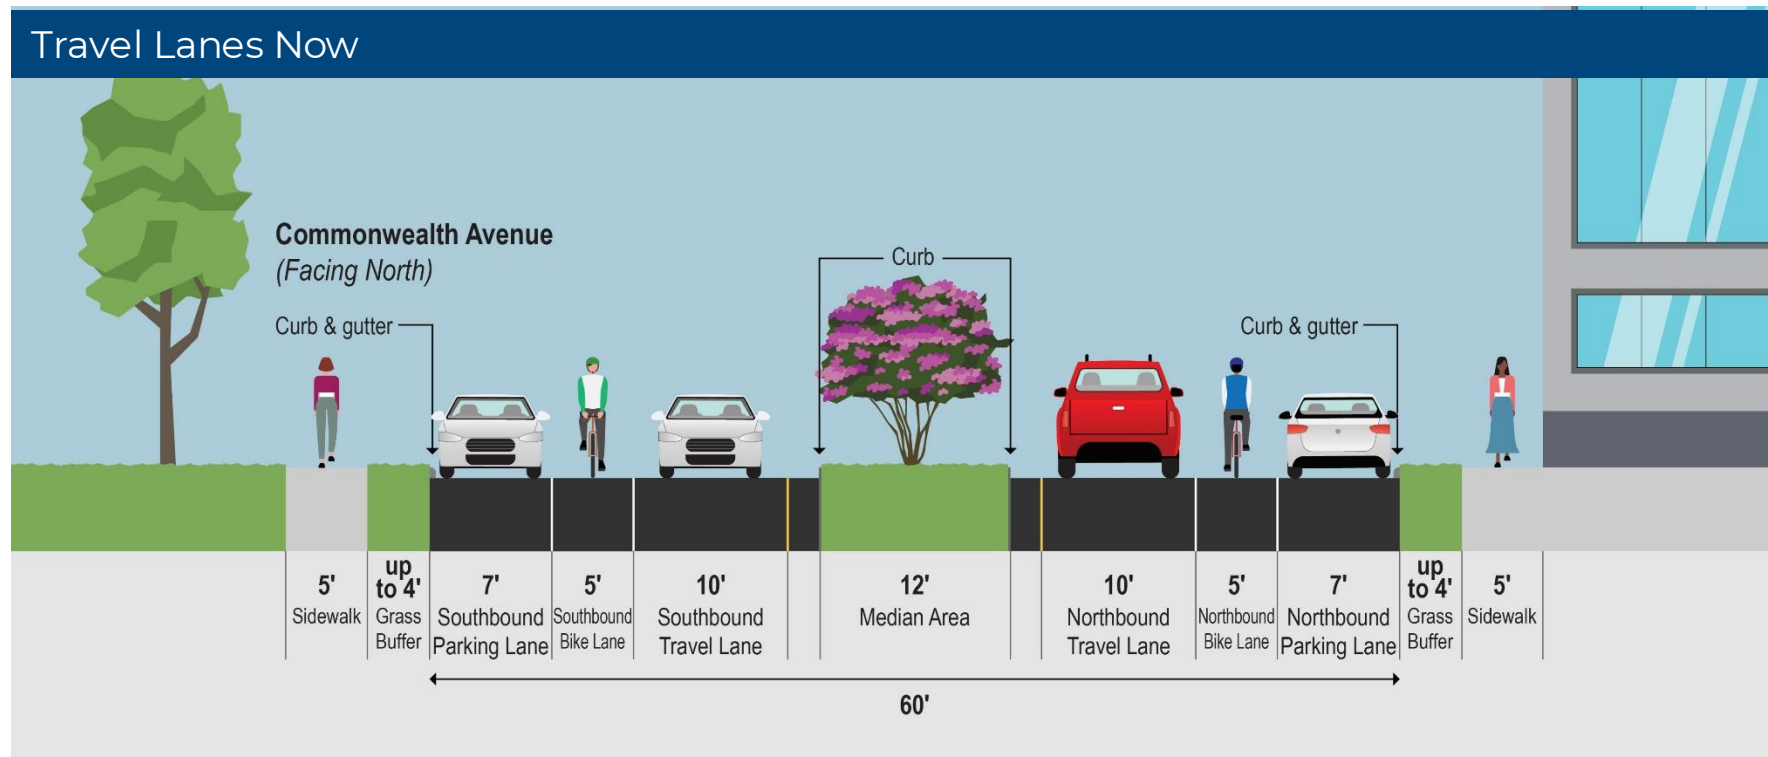 Travel Lanes Now
Commonwealth Avenue
(Facing North)
Curb
Curb & gutter
Curb & gutter
5'
Sidewalk
up
to 4'
Grass
Buffer
7'
Southbound
Parking Lane
5'
Southbound
Bike Lane
10'
Southbound
Travel Lane
12'
Median Area
10'
Northbound
Travel Lane
5'
Northbound
Bike Lane
7'
Northbound
Parking Lane
up
to 4'
Grass
Buffer
5'
Sidewalk
60'